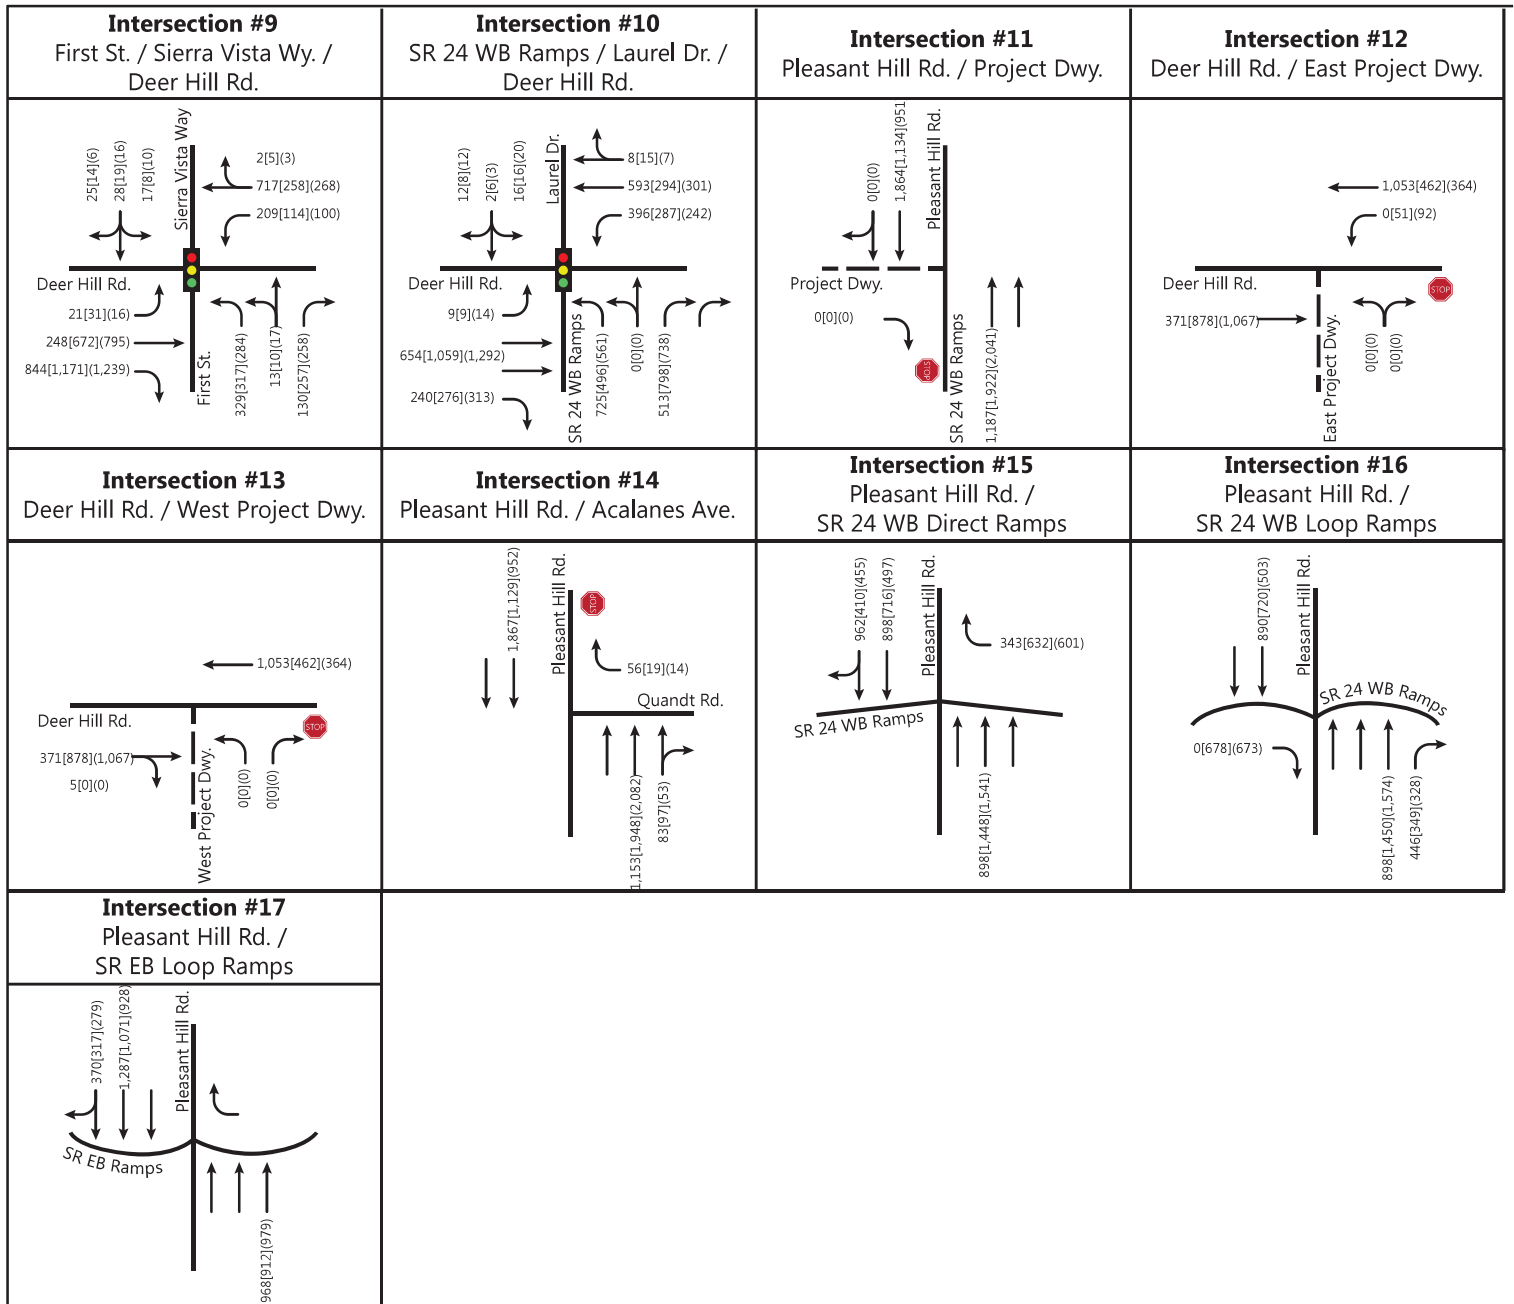 Intersection #9
First St. / Sierra Vista Wy. /
Deer Hill Rd.
25[14](6)
28[19](16)
17[8](10)
Sierra Vista Way
2[5](3)
717[258](268)
209[114](100)
Deer Hill Rd.
21[31](16)
248[672](795)
844[1,171](1,239)
First St.
329[317](284)
13[10](17)
130[257](258)
Intersection #10
SR 24 WB Ramps / Laurel Dr. /
Deer Hill Rd.
12[8](12)
2[6](3)
16[16](20)
Laurel Dr.
8[15](7)
593[294](301)
396[287](242)
Deer Hill Rd.
9[9](14)
654[1,059](1,292)
240[276](313)
SR 24 WB Ramps
725[496](561)
0[0](0)
513[798](738)
Intersection #11
Pleasant Hill Rd. / Project Dwy.
0[0](0)
1,864[1,134](951
Pleasant Hill Rd.
Project Dwy.
0[0](0)
STOP
SR 24 WB Ramps
1,187[1,922](2,041)
Intersection #12
Deer Hill Rd. / East Project Dwy.
1,053[462](364)
0[51](92)
Deer Hill Rd.
STOP
371[878](1,067)
East Project Dwy.
0[0](0)
0[0](0)
Intersection #13
Deer Hill Rd. / West Project Dwy.
1,053[462](364)
Deer Hill Rd.
STOP
371[878](1,067)
5[0](0)
West Project Dwy.
0[0](0)
0[0](0)
Intersection #14
Pleasant Hill Rd. / Acalanes Ave.
1,867[1,129](952)
Pleasant Hill Rd.
STOP
56[19](14)
Quandt Rd.
1,153[1,948](2,082)
83[97](53)
Intersection #15
Pleasant Hill Rd. /
SR 24 WB Direct Ramps
962[410](455)
898[716](497)
Pleasant Hill Rd.
343[632](601)
SR 24 WB Ramps
898[1,448](1,541)
Intersection #16
Pleasant Hill Rd. /
SR 24 WB Loop Ramps
890[720](503)
Pleasant Hill Rd.
SR 24 WB Ramps
0[678](673)
898[1,450](1,574)
446[349](328)
Intersection #17
Pleasant Hill Rd. /
SR EB Loop Ramps
370[317](279)
1,287[1,071](928)
Pleasant Hill Rd.
SR EB Ramps
968[912](979)